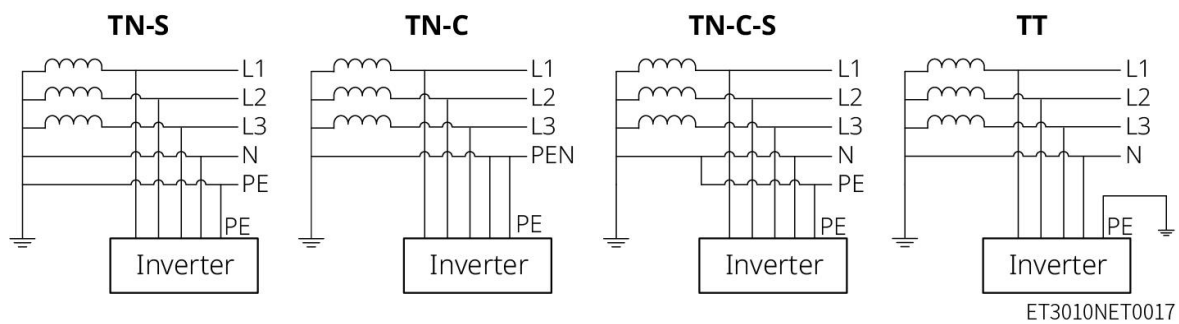 TN-S TN-C TN-C-S TT
L1 L1 L1 L1
L2 L2 L2 L2
L3 L3 L3 L3
N PEN N N
PE PE
PE PE PE PE
Inverter Inverter Inverter Inverter
ET3010NET0017